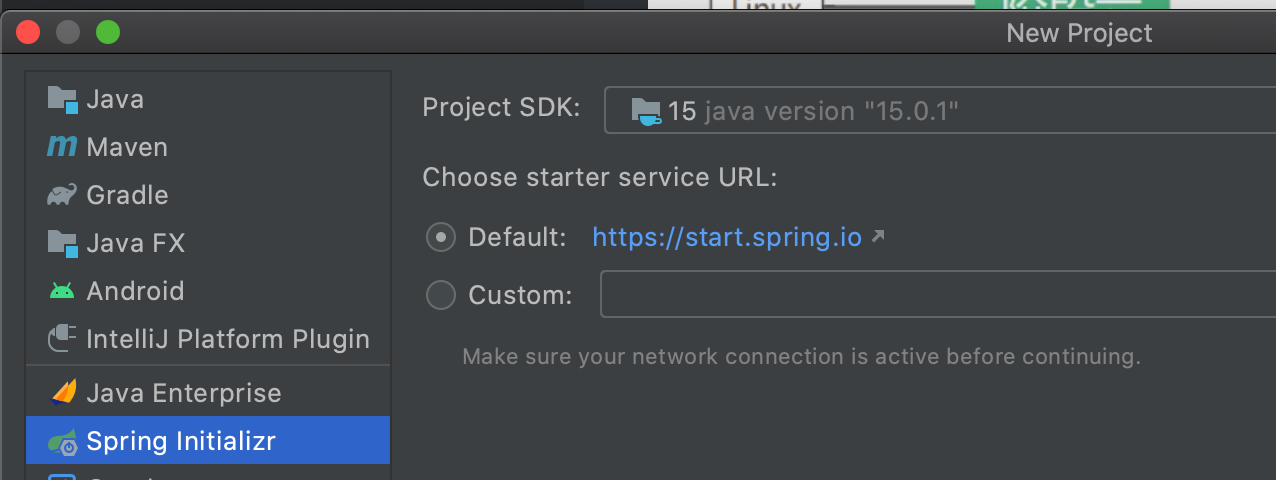 Linux
New Project
Java
Maven
Gradle
Java FX
Android
IntelliJ Platform Plugin
Java Enterprise
Spring Initializr
Project SDK: 15 java version "15.0.1"
Choose starter service URL:
Default: https://start.spring.io
Custom:
Make sure your network connection is active before continuing.